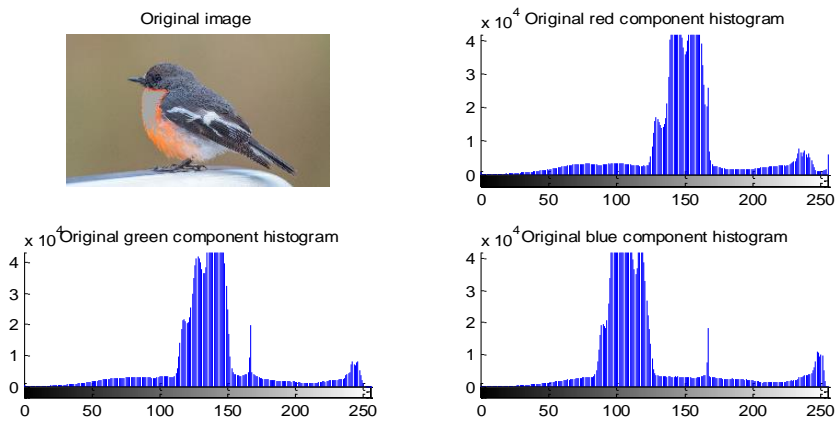 Original image
x 10^4 Original red component histogram
4
3
2
1
0
0 50 100 150 200 250
x 10^4 Original green component histogram
4
3
2
1
0
0 50 100 150 200 250
x 10^4 Original blue component histogram
4
3
2
1
0
0 50 100 150 200 250